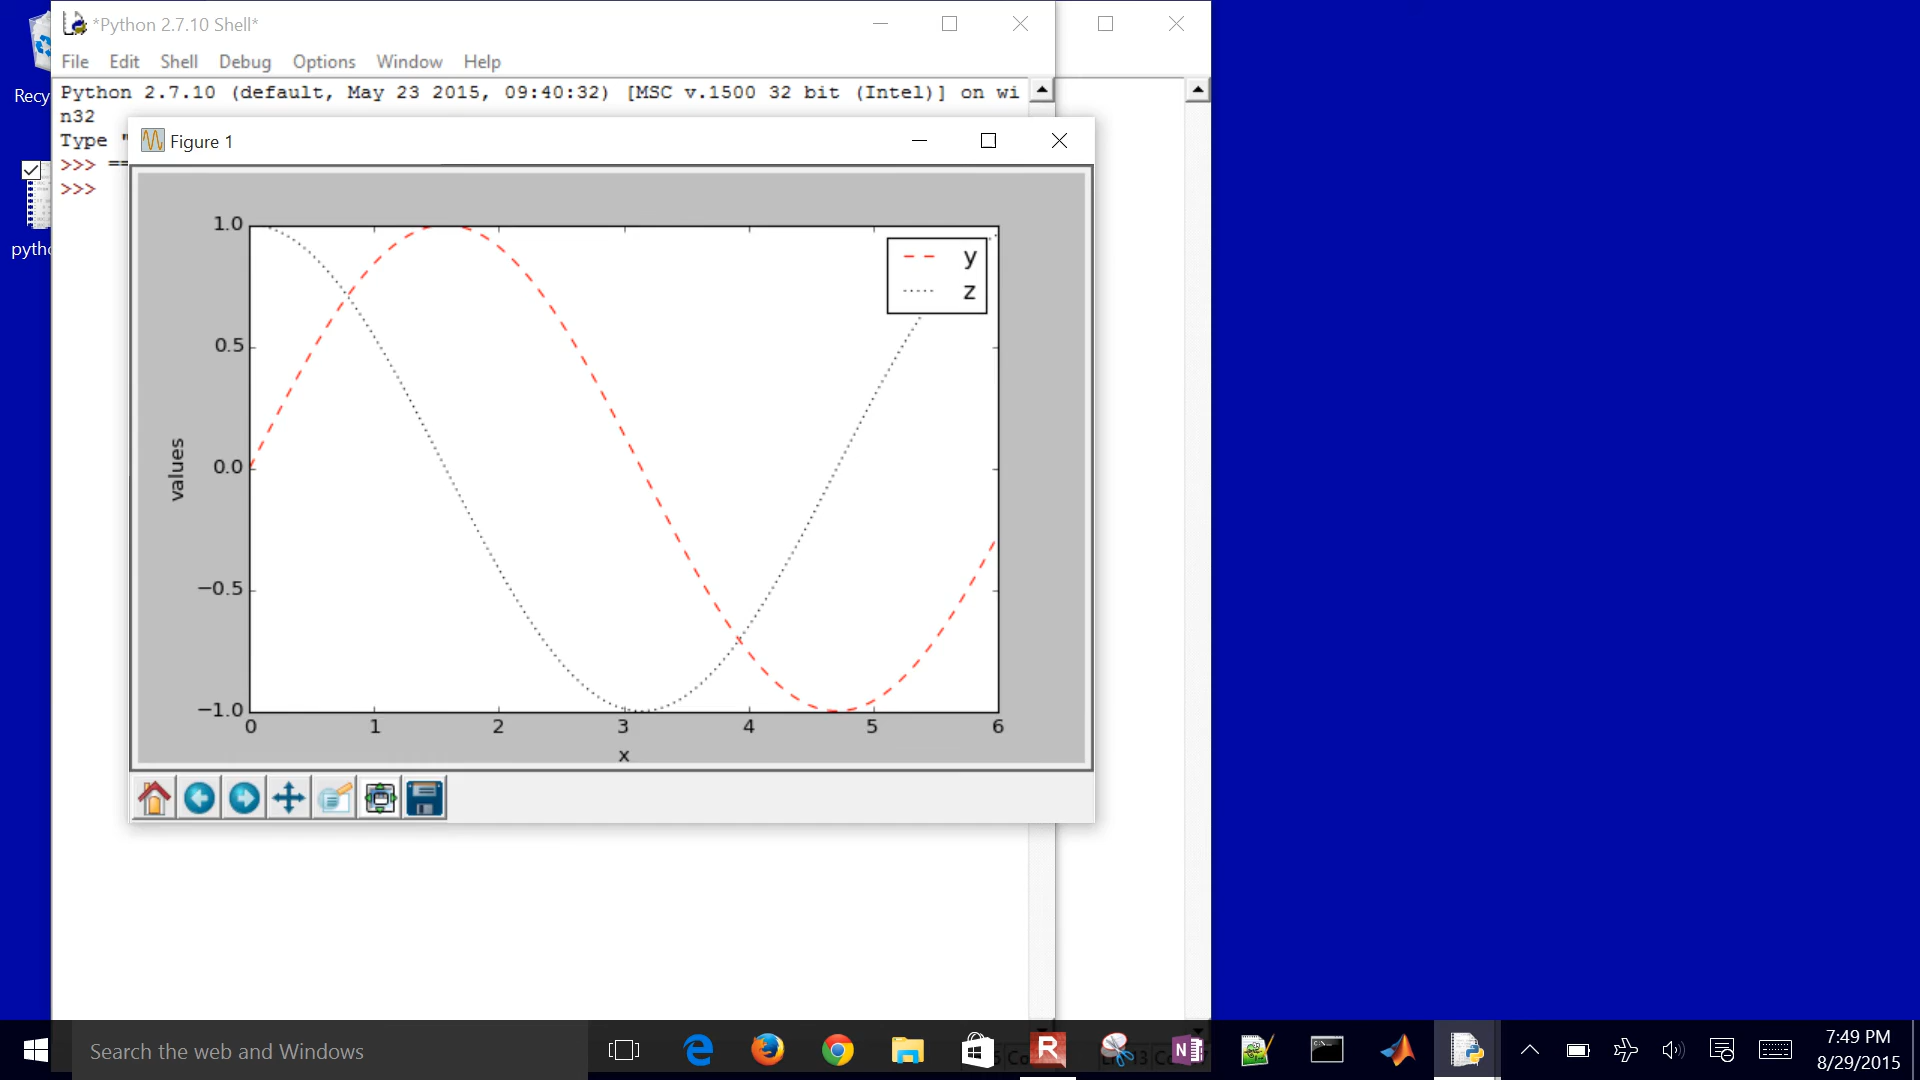 *Python 2.7.10 Shell*
File Edit Shell Debug Options Window Help
Python 2.7.10 (default, May 23 2015, 09:40:32) [MSC v.1500 32 bit (Intel)] on wi
n32
Type "
>>> ==
>>>
Recy
pytho
Figure 1
1.0
0.5
0.0
−0.5
−1.0
values
y
z
0 1 2 3 4 5 6
x
Search the web and Windows
7:49 PM
8/29/2015